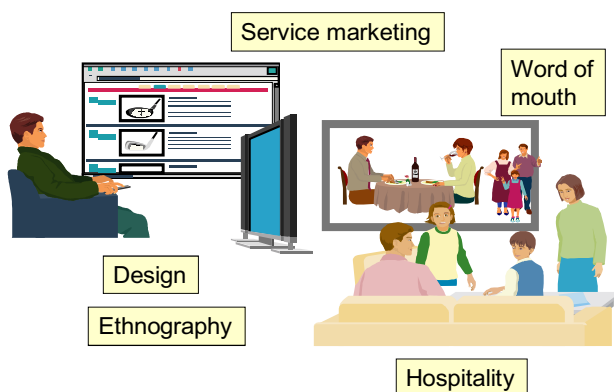 Service marketing
Word of
mouth
Design
Ethnography
Hospitality